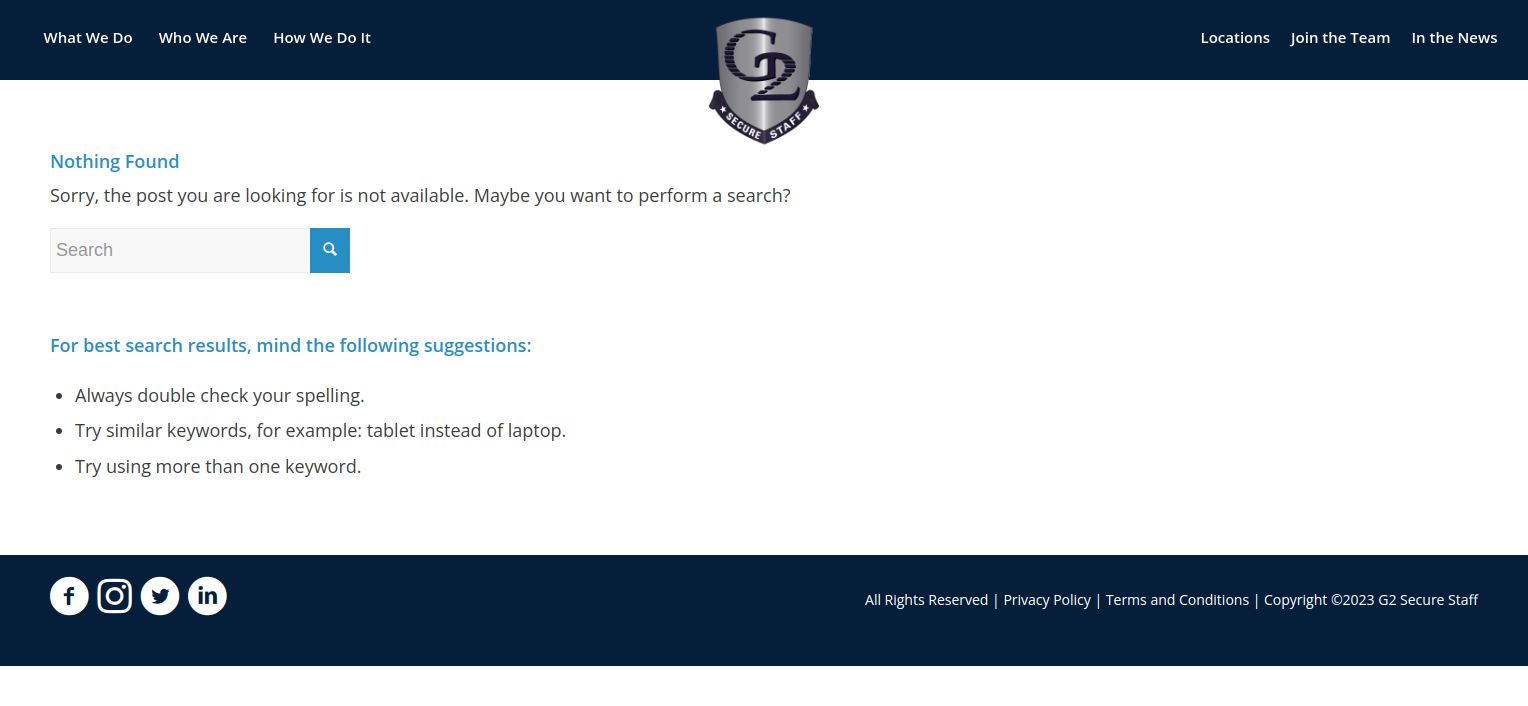 What We Do
Who We Are
How We Do It
G2
SECURE STAFF
Locations
Join the Team
In the News
Nothing Found
Sorry, the post you are looking for is not available. Maybe you want to perform a search?
Search
For best search results, mind the following suggestions:
Always double check your spelling.
Try similar keywords, for example: tablet instead of laptop.
Try using more than one keyword.
All Rights Reserved | Privacy Policy | Terms and Conditions | Copyright ©2023 G2 Secure Staff